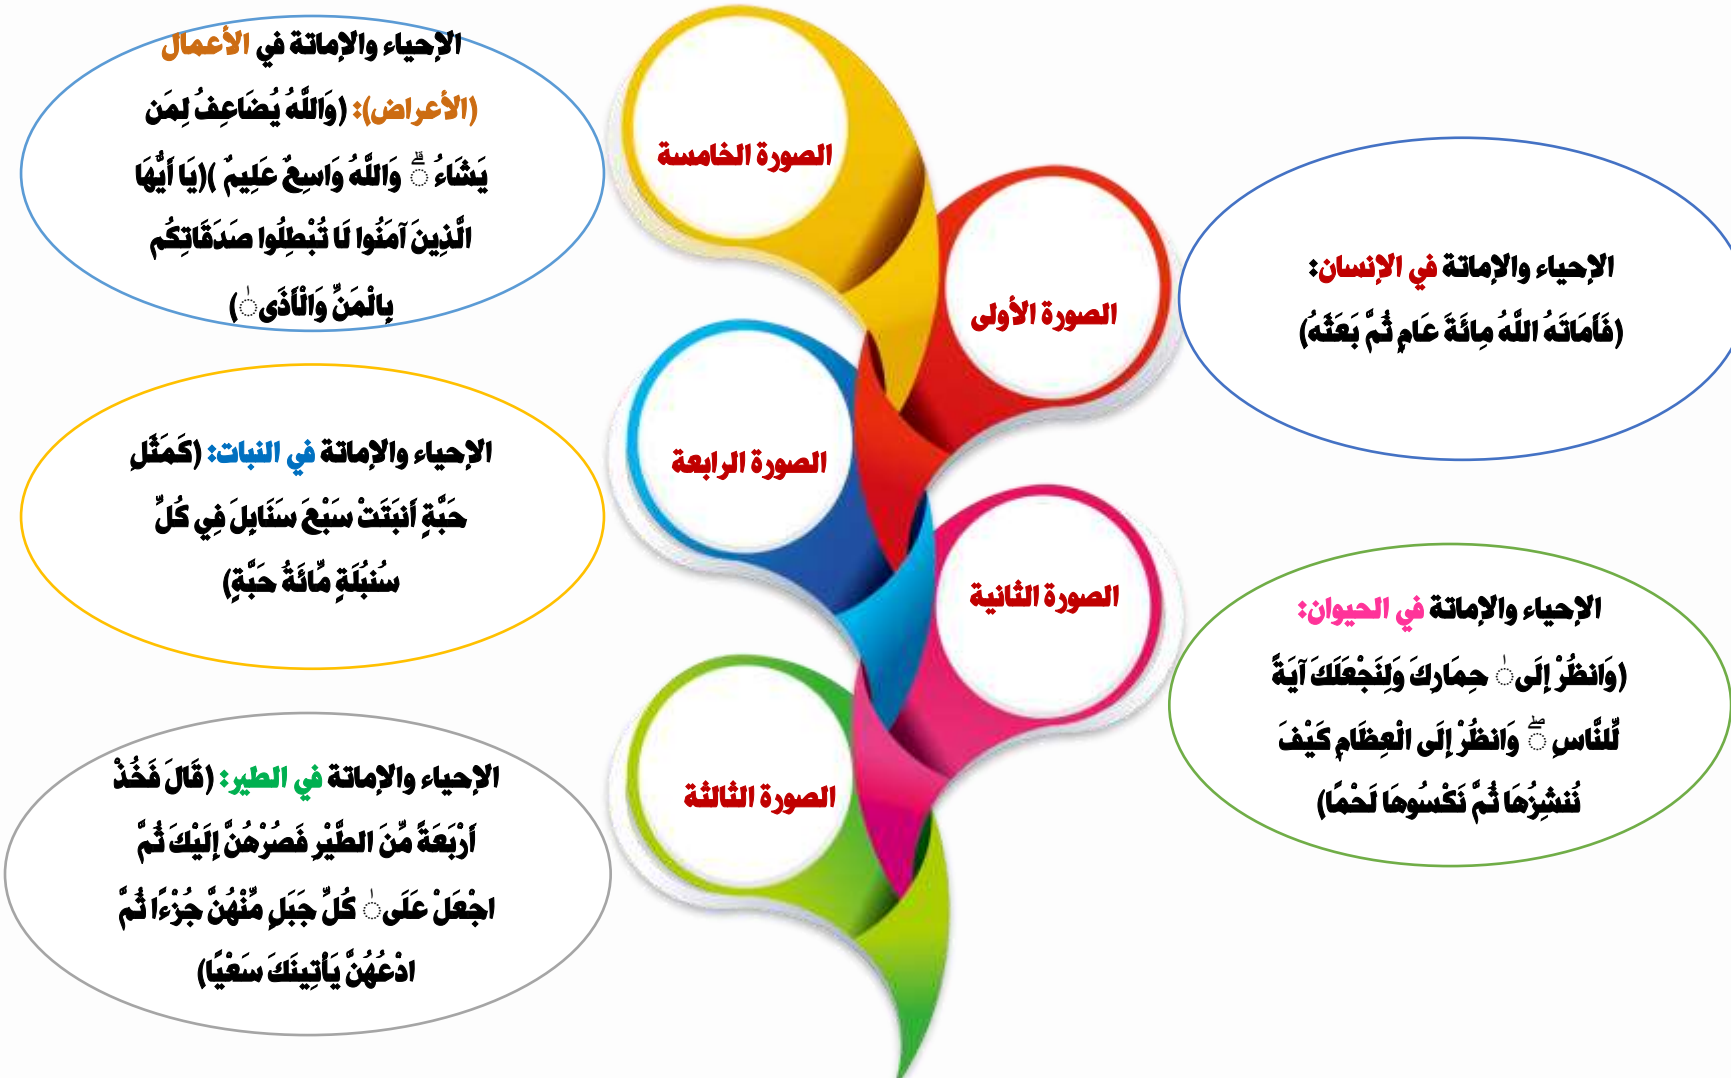 الصورة الأولى
الإحياء والإماتة في الإنسان:
(فَأَمَاتَهُ اللَّهُ مِائَةَ عَامٍ ثُمَّ بَعَثَهُ)
الصورة الثانية
الإحياء والإماتة في الحيوان:
(وَانظُرْ إِلَىٰ حِمَارِكَ وَلِنَجْعَلَكَ آيَةً
لِّلنَّاسِ ۖ وَانظُرْ إِلَى الْعِظَامِ كَيْفَ
نُنشِزُهَا ثُمَّ نَكْسُوهَا لَحْمًا)
الصورة الثالثة
الإحياء والإماتة في الطير: (قَالَ فَخُذْ
أَرْبَعَةً مِّنَ الطَّيْرِ فَصُرْهُنَّ إِلَيْكَ ثُمَّ
اجْعَلْ عَلَىٰ كُلِّ جَبَلٍ مِّنْهُنَّ جُزْءًا ثُمَّ
ادْعُهُنَّ يَأْتِينَكَ سَعْيًا)
الصورة الرابعة
الإحياء والإماتة في النبات: (كَمَثَلِ
حَبَّةٍ أَنبَتَتْ سَبْعَ سَنَابِلَ فِي كُلِّ
سُنبُلَةٍ مِّائَةُ حَبَّةٍ)
الصورة الخامسة
الإحياء والإماتة في الأعمال
(الأعراض): (وَاللَّهُ يُضَاعِفُ لِمَن
يَشَاءُ ۗ وَاللَّهُ وَاسِعٌ عَلِيمٌ )(يَا أَيُّهَا
الَّذِينَ آمَنُوا لَا تُبْطِلُوا صَدَقَاتِكُم
بِالْمَنِّ وَالْأَذَىٰ)